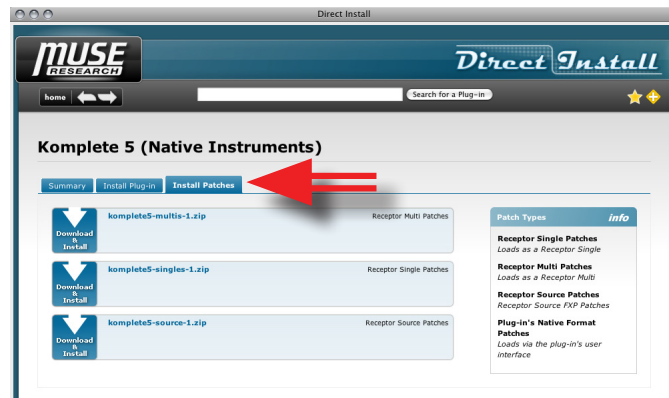 Direct Install
MUSE
RESEARCH
Direct Install
home
Search for a Plug-in
Komplete 5 (Native Instruments)
Summary
Install Plug-in
Install Patches
Download
&
Install
komplete5-multis-1.zip
Receptor Multi Patches
Download
&
Install
komplete5-singles-1.zip
Receptor Single Patches
Download
&
Install
komplete5-source-1.zip
Receptor Source Patches
Patch Types
info
Receptor Single Patches
Loads as a Receptor Single
Receptor Multi Patches
Loads as a Receptor Multi
Receptor Source Patches
Receptor Source FXP Patches
Plug-in's Native Format
Patches
Loads via the plug-in's user
interface